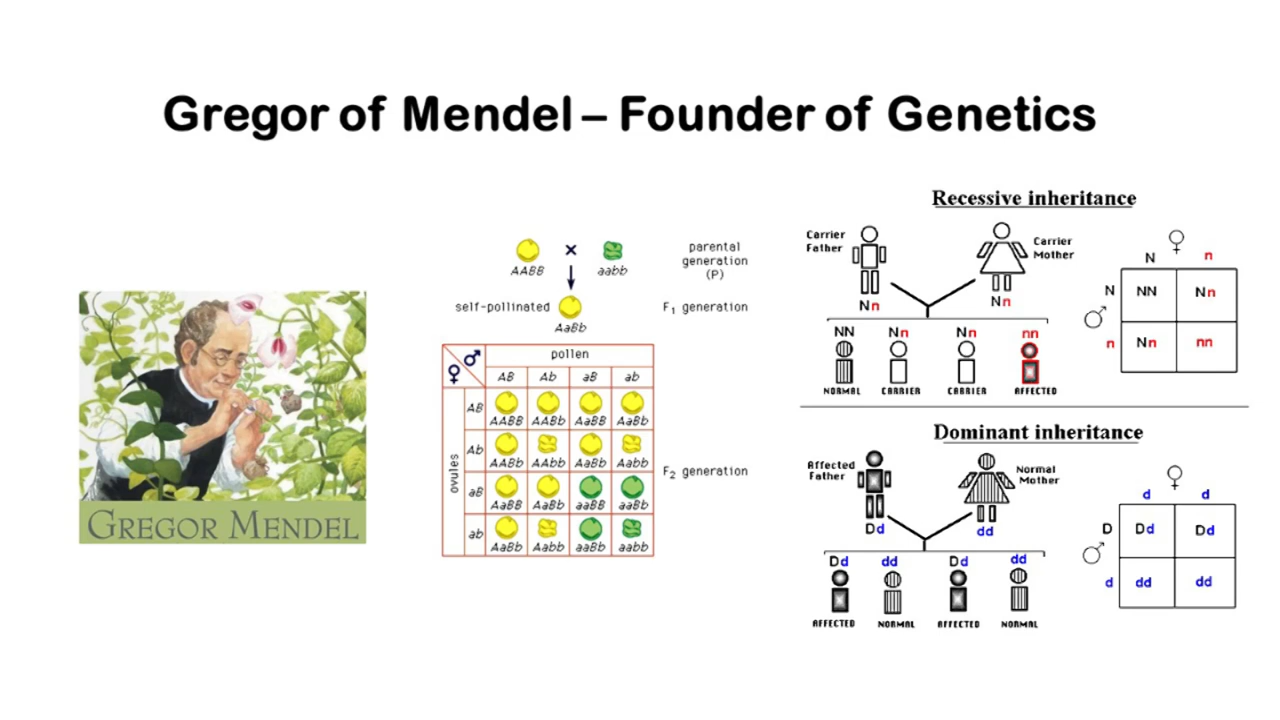 Gregor of Mendel – Founder of Genetics
GREGOR MENDEL
AABB
×
aabb
parental
generation
(P)
self-pollinated
AaBb
F1 generation
♀ ♂
pollen
AB Ab aB ab
ovules
AB
AABB AABb AaBB AaBb
Ab
AABb AAbb AaBb Aabb
aB
AaBB AaBb aaBB aaBb
ab
AaBb Aabb aaBb aabb
F2 generation
Recessive inheritance
Carrier
Father
Carrier
Mother
Nn Nn
NN Nn Nn nn
NORMAL CARRIER CARRIER AFFECTED
♀
N n
♂
N NN Nn
n Nn nn
Dominant inheritance
Affected
Father
Normal
Mother
Dd dd
Dd dd Dd dd
AFFECTED NORMAL AFFECTED NORMAL
♀
d d
♂
D Dd Dd
d dd dd